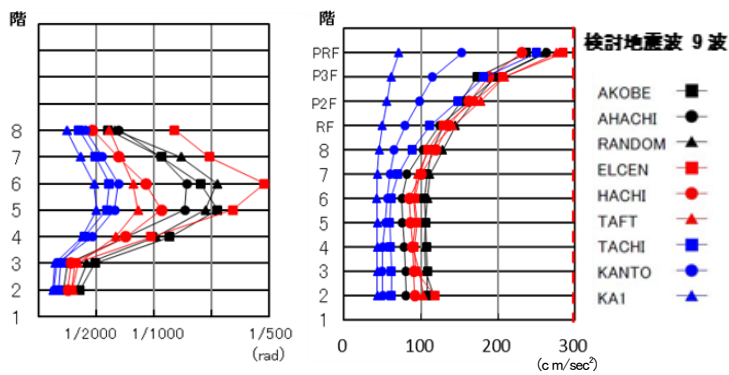 階
8
7
6
5
4
3
2
1
1/2000
1/1000
1/500
(rad)
階
PRF
P3F
P2F
RF
8
7
6
5
4
3
2
1
0
100
200
300
(cm/sec²)
検討地震波 9波
AKOBE
AHACHI
RANDOM
ELCEN
HACHI
TAFT
TACHI
KANTO
KA1